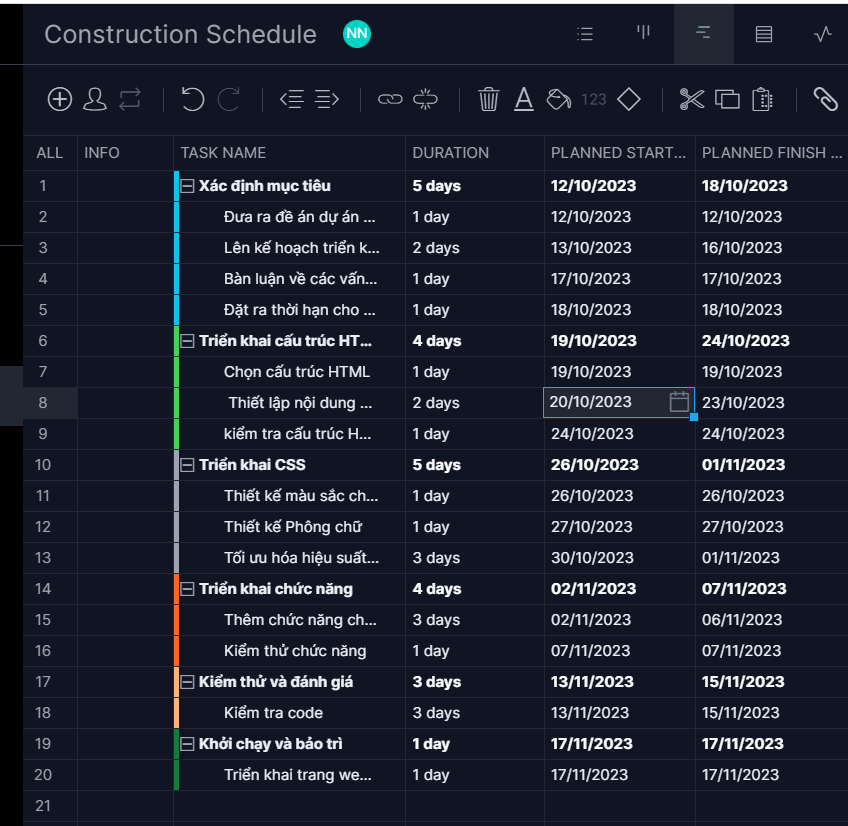 Construction Schedule NN
123
ALL INFO TASK NAME DURATION PLANNED START... PLANNED FINISH ...
1 Xác định mục tiêu 5 days 12/10/2023 18/10/2023
2 Đưa ra đề án dự án ... 1 day 12/10/2023 12/10/2023
3 Lên kế hoạch triển k... 2 days 13/10/2023 16/10/2023
4 Bàn luận về các vấn... 1 day 17/10/2023 17/10/2023
5 Đặt ra thời hạn cho ... 1 day 18/10/2023 18/10/2023
6 Triển khai cấu trúc HT... 4 days 19/10/2023 24/10/2023
7 Chọn cấu trúc HTML 1 day 19/10/2023 19/10/2023
8 Thiết lập nội dung ... 2 days 20/10/2023 23/10/2023
9 kiểm tra cấu trúc H... 1 day 24/10/2023 24/10/2023
10 Triển khai CSS 5 days 26/10/2023 01/11/2023
11 Thiết kế màu sắc ch... 1 day 26/10/2023 26/10/2023
12 Thiết kế Phông chữ 1 day 27/10/2023 27/10/2023
13 Tối ưu hóa hiệu suất... 3 days 30/10/2023 01/11/2023
14 Triển khai chức năng 4 days 02/11/2023 07/11/2023
15 Thêm chức năng ch... 3 days 02/11/2023 06/11/2023
16 Kiểm thử chức năng 1 day 07/11/2023 07/11/2023
17 Kiểm thử và đánh giá 3 days 13/11/2023 15/11/2023
18 Kiểm tra code 3 days 13/11/2023 15/11/2023
19 Khởi chạy và bảo trì 1 day 17/11/2023 17/11/2023
20 Triển khai trang we... 1 day 17/11/2023 17/11/2023
21